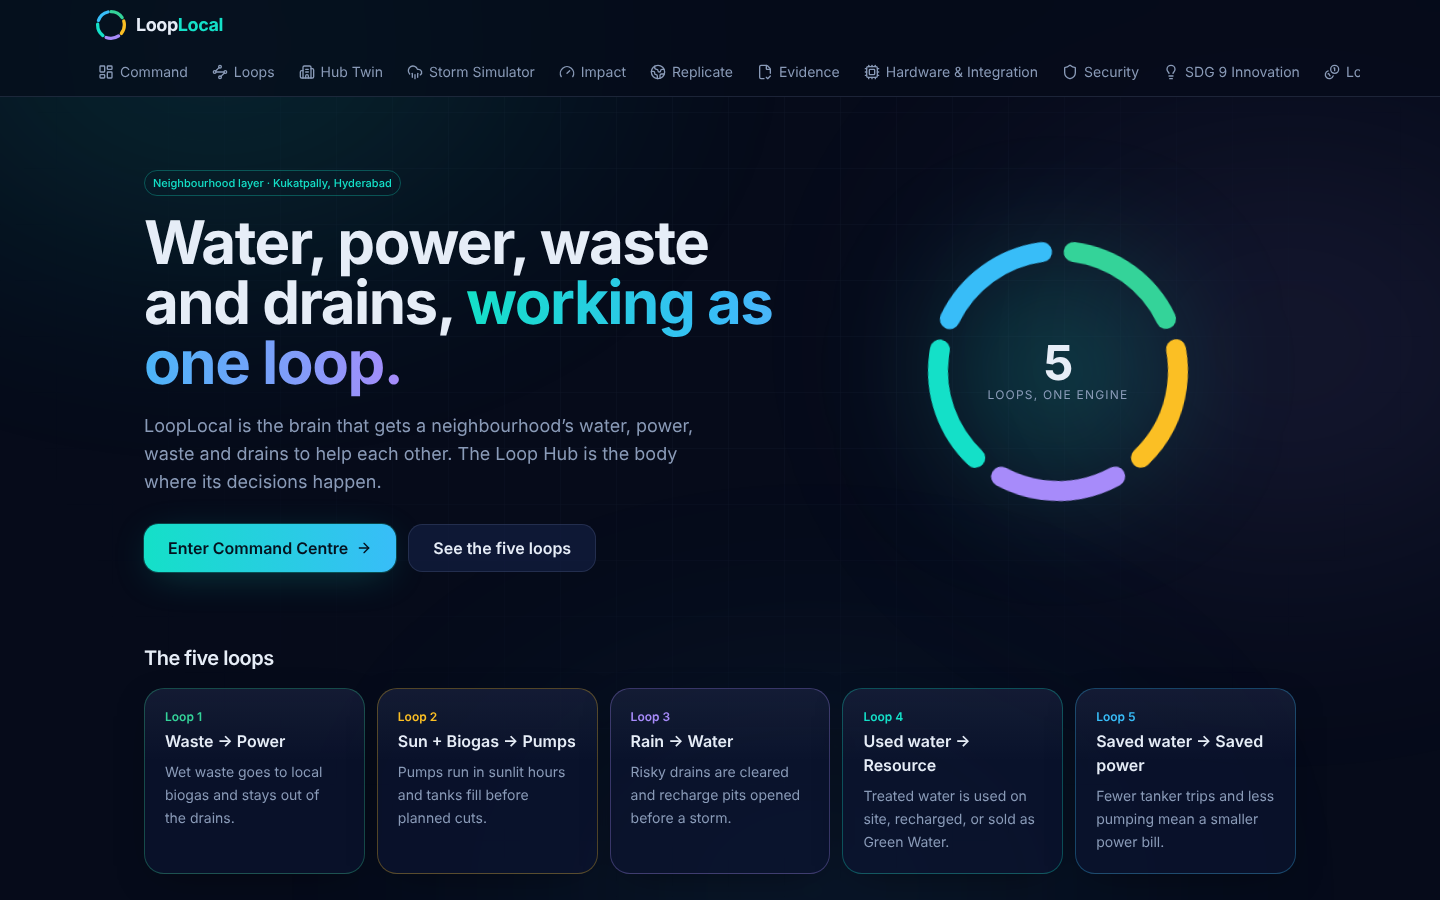 LoopLocal
Command Loops Hub Twin Storm Simulator Impact Replicate Evidence Hardware & Integration Security SDG 9 Innovation Lc
Neighbourhood layer · Kukatpally, Hyderabad
Water, power, waste
and drains, working as
one loop.
LoopLocal is the brain that gets a neighbourhood’s water, power,
waste and drains to help each other. The Loop Hub is the body
where its decisions happen.
Enter Command Centre →
See the five loops
5
LOOPS, ONE ENGINE
The five loops
Loop 1
Waste → Power
Wet waste goes to local
biogas and stays out of
the drains.
Loop 2
Sun + Biogas → Pumps
Pumps run in sunlit hours
and tanks fill before
planned cuts.
Loop 3
Rain → Water
Risky drains are cleared
and recharge pits opened
before a storm.
Loop 4
Used water →
Resource
Treated water is used on
site, recharged, or sold as
Green Water.
Loop 5
Saved water → Saved
power
Fewer tanker trips and less
pumping mean a smaller
power bill.